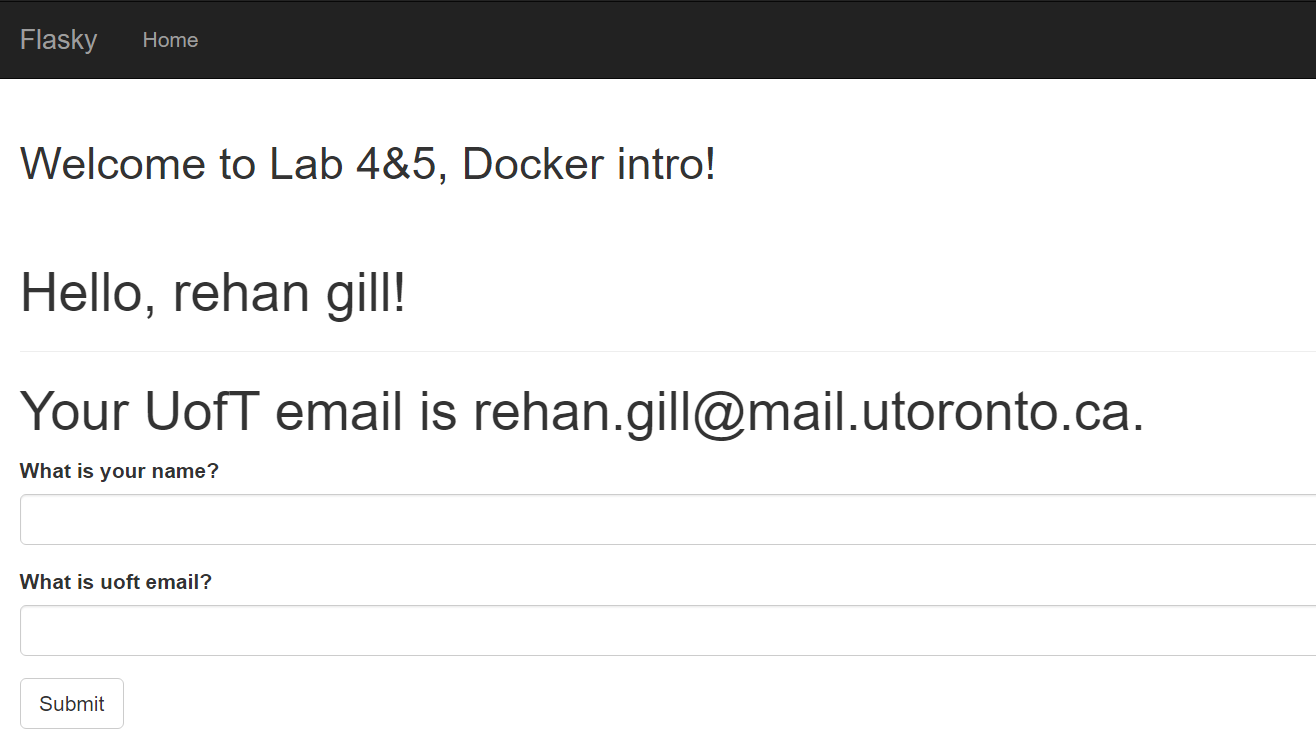 Flasky Home
Welcome to Lab 4&5, Docker intro!
Hello, rehan gill!
Your UofT email is rehan.gill@mail.utoronto.ca.
What is your name?
What is uoft email?
Submit